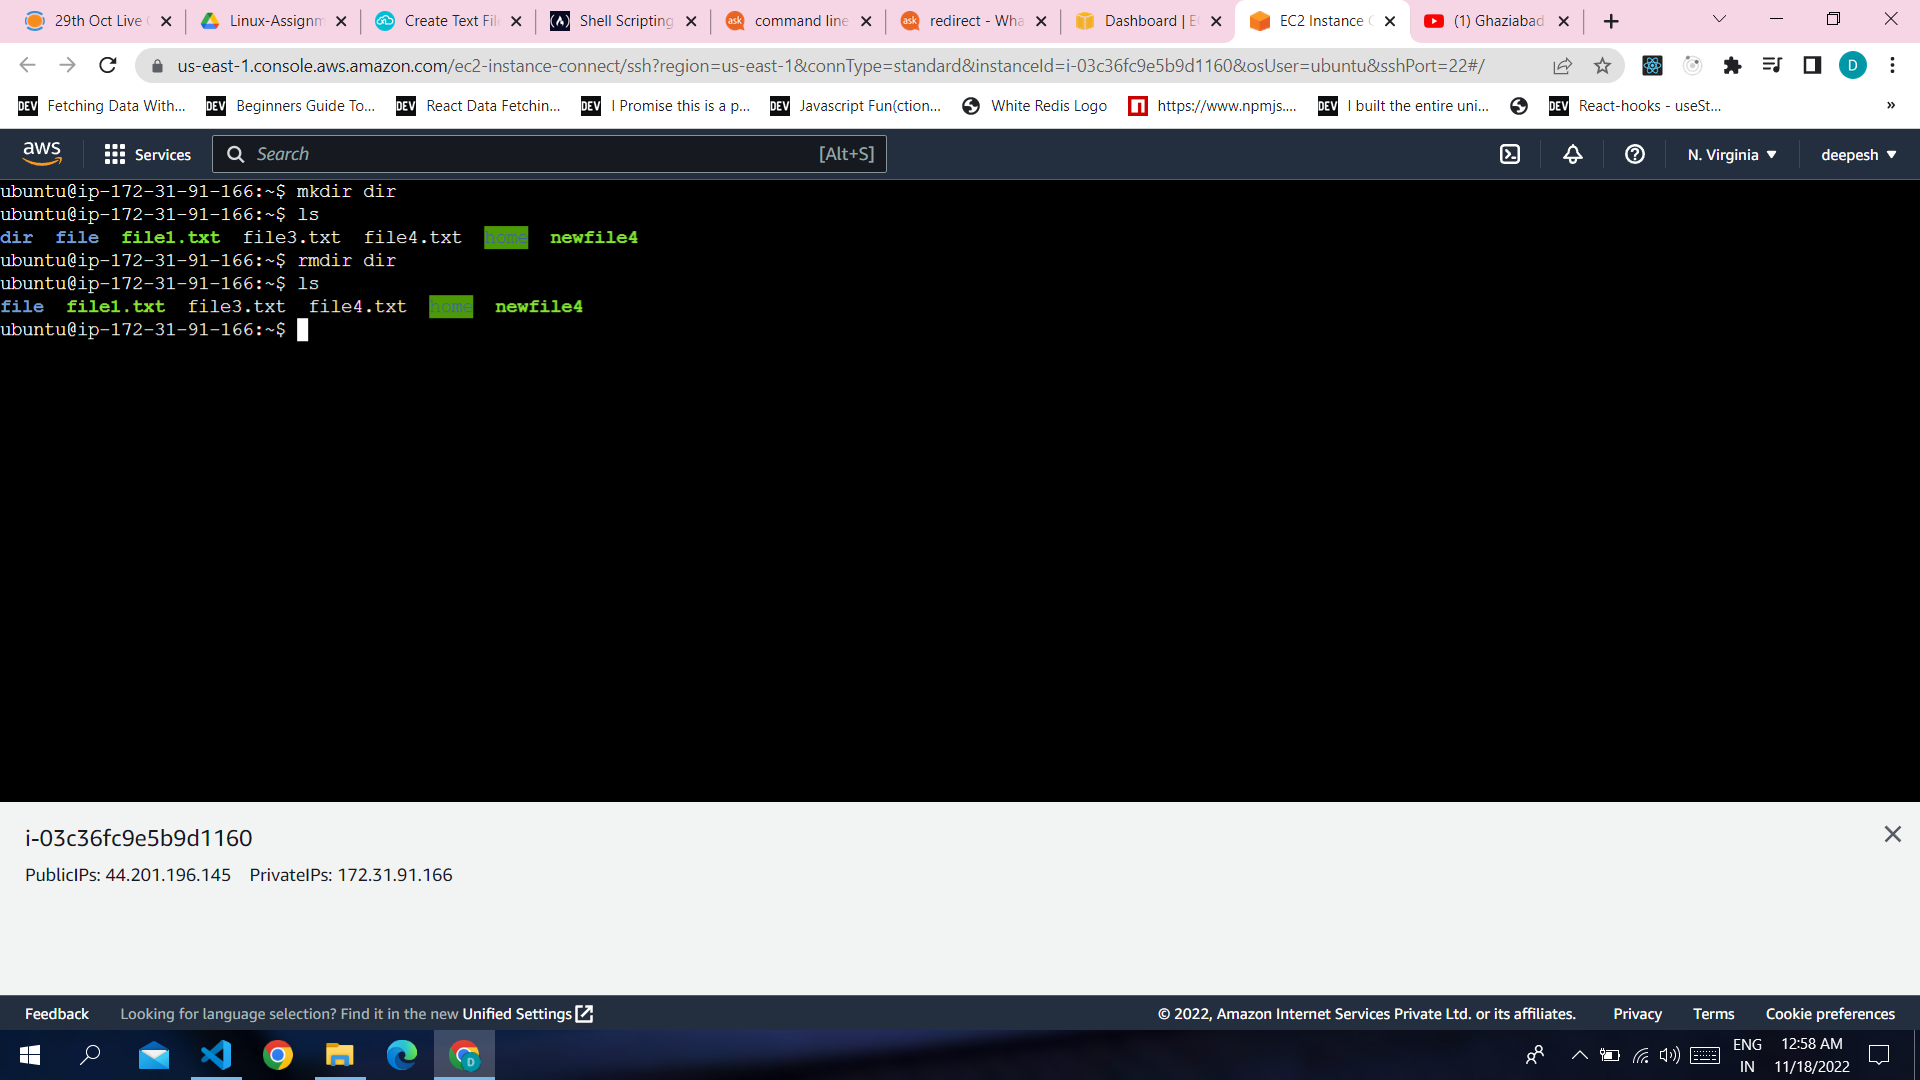 29th Oct Live
Linux-Assignm
Create Text Fil
Shell Scripting
command line
redirect - Wha
Dashboard | E
EC2 Instance
(1) Ghaziabad
us-east-1.console.aws.amazon.com/ec2-instance-connect/ssh?region=us-east-1&connType=standard&instanceId=i-03c36fc9e5b9d1160&osUser=ubuntu&sshPort=22#/
D
DEV Fetching Data With...
DEV Beginners Guide To...
DEV React Data Fetchin...
DEV I Promise this is a p...
DEV Javascript Fun(ction...
White Redis Logo
https://www.npmjs....
DEV I built the entire uni...
DEV React-hooks - useSt...
»
aws Services Search [Alt+S] N. Virginia deepesh
ubuntu@ip-172-31-91-166:~$ mkdir dir
ubuntu@ip-172-31-91-166:~$ ls
dir file file1.txt file3.txt file4.txt home newfile4
ubuntu@ip-172-31-91-166:~$ rmdir dir
ubuntu@ip-172-31-91-166:~$ ls
file file1.txt file3.txt file4.txt home newfile4
ubuntu@ip-172-31-91-166:~$
i-03c36fc9e5b9d1160
PublicIPs: 44.201.196.145 PrivateIPs: 172.31.91.166
Feedback Looking for language selection? Find it in the new Unified Settings © 2022, Amazon Internet Services Private Ltd. or its affiliates. Privacy Terms Cookie preferences
ENG
IN
12:58 AM
11/18/2022